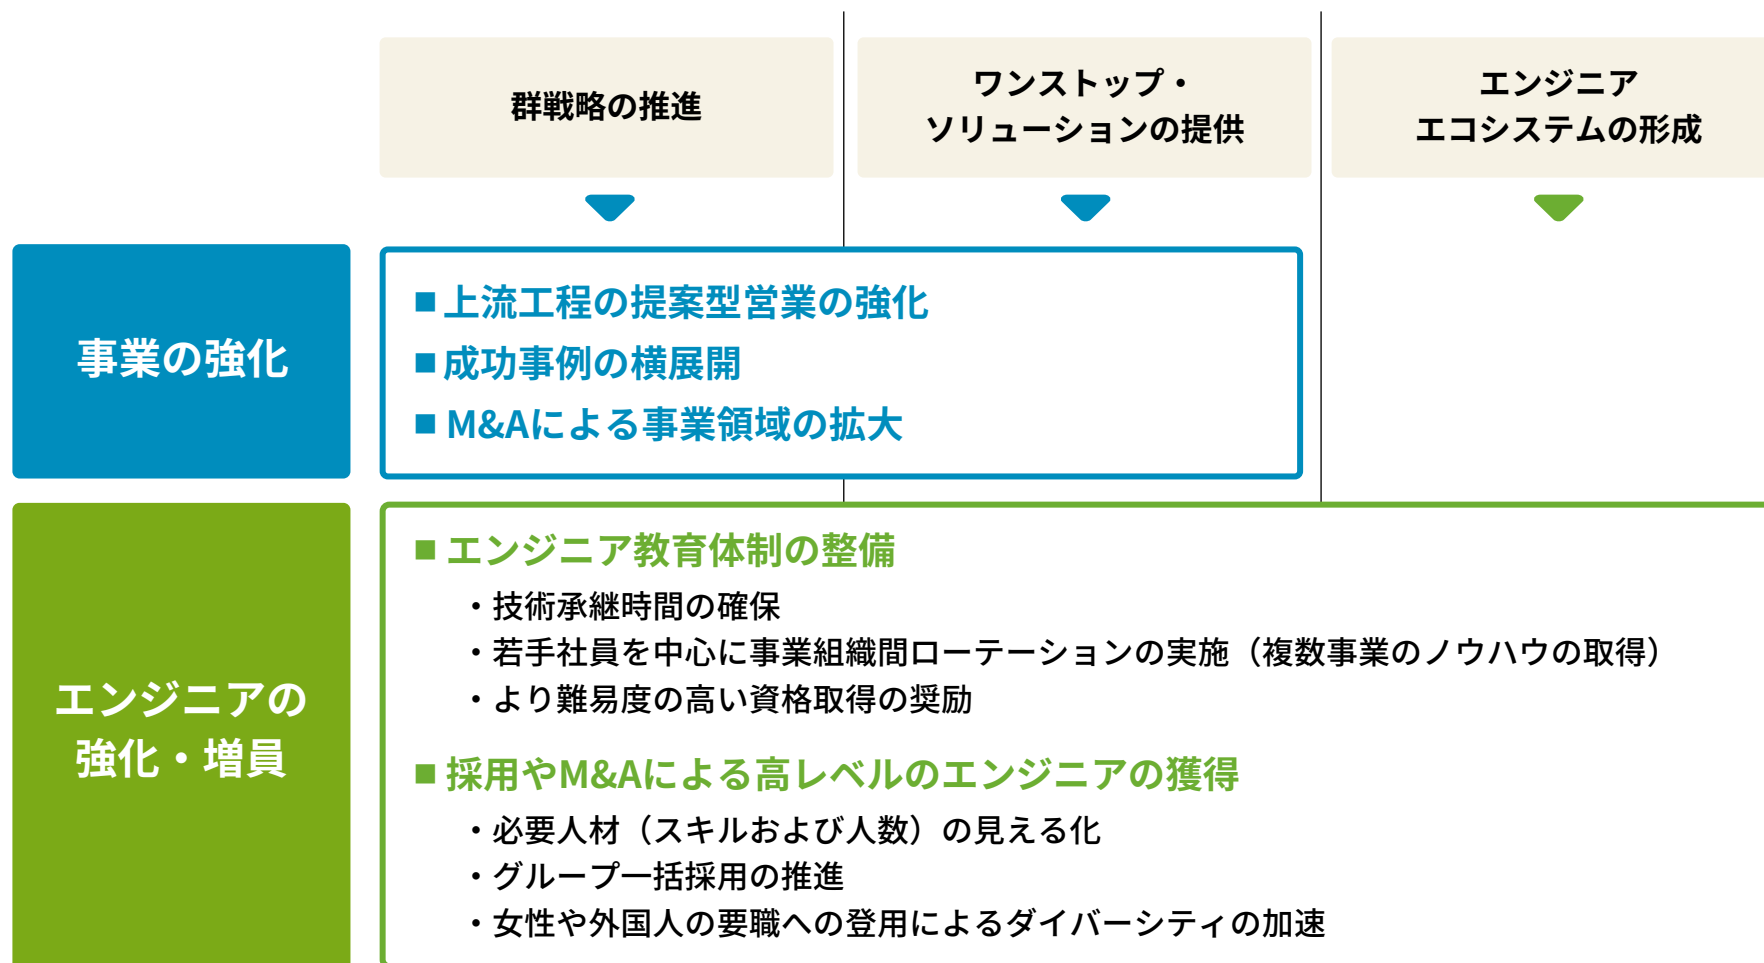 群戦略の推進
ワンストップ・
ソリューションの提供
エンジニア
エコシステムの形成
事業の強化
■上流工程の提案型営業の強化
■成功事例の横展開
■M&Aによる事業領域の拡大
エンジニアの
強化・増員
■エンジニア教育体制の整備
・技術承継時間の確保
・若手社員を中心に事業組織間ローテーションの実施（複数事業のノウハウの取得）
・より難易度の高い資格取得の奨励
■採用やM&Aによる高レベルのエンジニアの獲得
・必要人材（スキルおよび人数）の見える化
・グループ一括採用の推進
・女性や外国人の要職への登用によるダイバーシティの加速